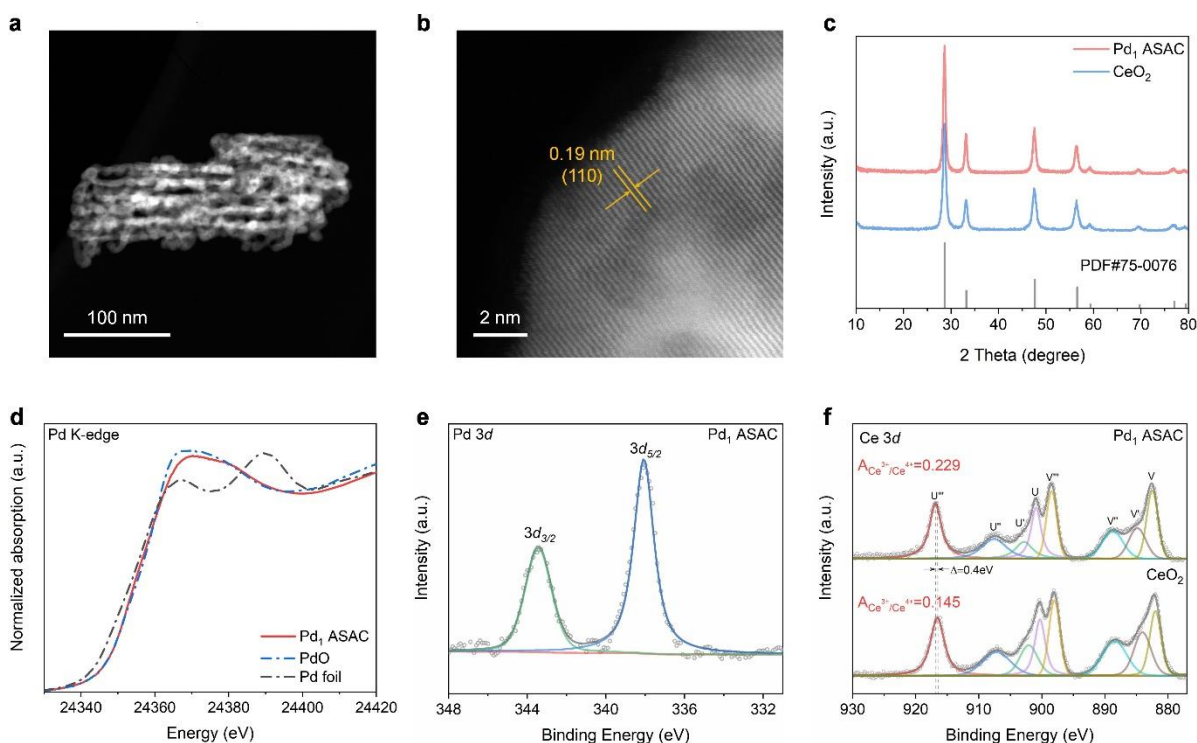 a
100 nm
b
0.19 nm
(110)
2 nm
c
Pd₁ ASAC
CeO₂
PDF#75-0076
Intensity (a.u.)
10 20 30 40 50 60 70 80
2 Theta (degree)
d
Pd K-edge
Normalized absorption (a.u.)
Pd₁ ASAC
PdO
Pd foil
24340 24360 24380 24400 24420
Energy (eV)
e
Pd 3d
Pd₁ ASAC
3d₅/₂
3d₃/₂
Intensity (a.u.)
348 344 340 336 332
Binding Energy (eV)
f
Ce 3d
Pd₁ ASAC
A Ce³⁺/Ce⁴⁺=0.229
U''' U'' U' U V''' V'' V' V
Δ=0.4eV
CeO₂
A Ce³⁺/Ce⁴⁺=0.145
Intensity (a.u.)
930 920 910 900 890 880
Binding Energy (eV)